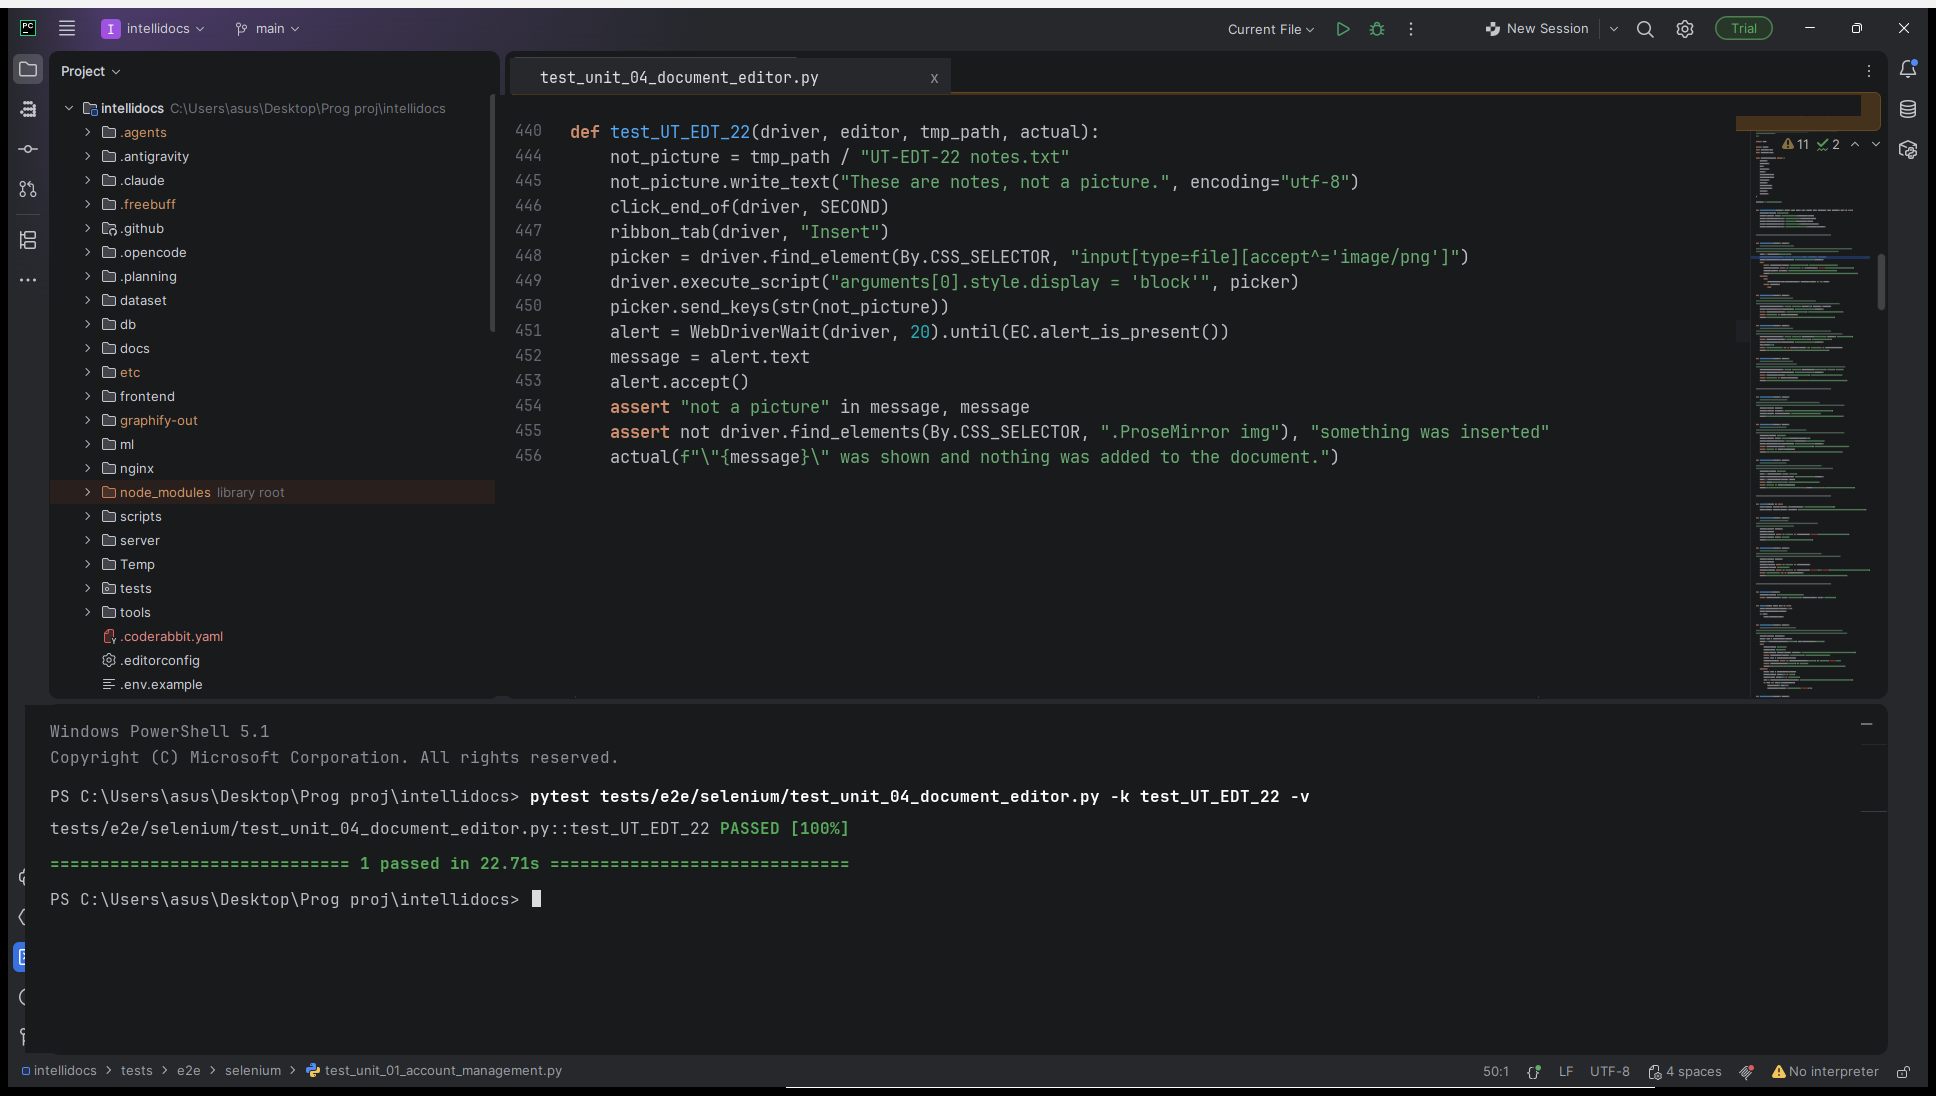 PC
I intellidocs main Current File New Session Trial
Project
intellidocs C:\Users\asus\Desktop\Prog proj\intellidocs
.agents
.antigravity
.claude
.freebuff
.github
.opencode
.planning
dataset
db
docs
etc
frontend
graphify-out
ml
nginx
node_modules library root
scripts
server
Temp
tests
tools
.coderabbit.yaml
.editorconfig
.env.example
test_unit_04_document_editor.py x
11 2
440 def test_UT_EDT_22(driver, editor, tmp_path, actual):
444 not_picture = tmp_path / "UT-EDT-22 notes.txt"
445 not_picture.write_text("These are notes, not a picture.", encoding="utf-8")
446 click_end_of(driver, SECOND)
447 ribbon_tab(driver, "Insert")
448 picker = driver.find_element(By.CSS_SELECTOR, "input[type=file][accept^='image/png']")
449 driver.execute_script("arguments[0].style.display = 'block'", picker)
450 picker.send_keys(str(not_picture))
451 alert = WebDriverWait(driver, 20).until(EC.alert_is_present())
452 message = alert.text
453 alert.accept()
454 assert "not a picture" in message, message
455 assert not driver.find_elements(By.CSS_SELECTOR, ".ProseMirror img"), "something was inserted"
456 actual(f"\"{message}\" was shown and nothing was added to the document.")
Windows PowerShell 5.1
Copyright (C) Microsoft Corporation. All rights reserved.
PS C:\Users\asus\Desktop\Prog proj\intellidocs> pytest tests/e2e/selenium/test_unit_04_document_editor.py -k test_UT_EDT_22 -v
tests/e2e/selenium/test_unit_04_document_editor.py::test_UT_EDT_22 PASSED [100%]
============================== 1 passed in 22.71s ==============================
PS C:\Users\asus\Desktop\Prog proj\intellidocs>
intellidocs > tests > e2e > selenium > test_unit_01_account_management.py 50:1 LF UTF-8 4 spaces No interpreter